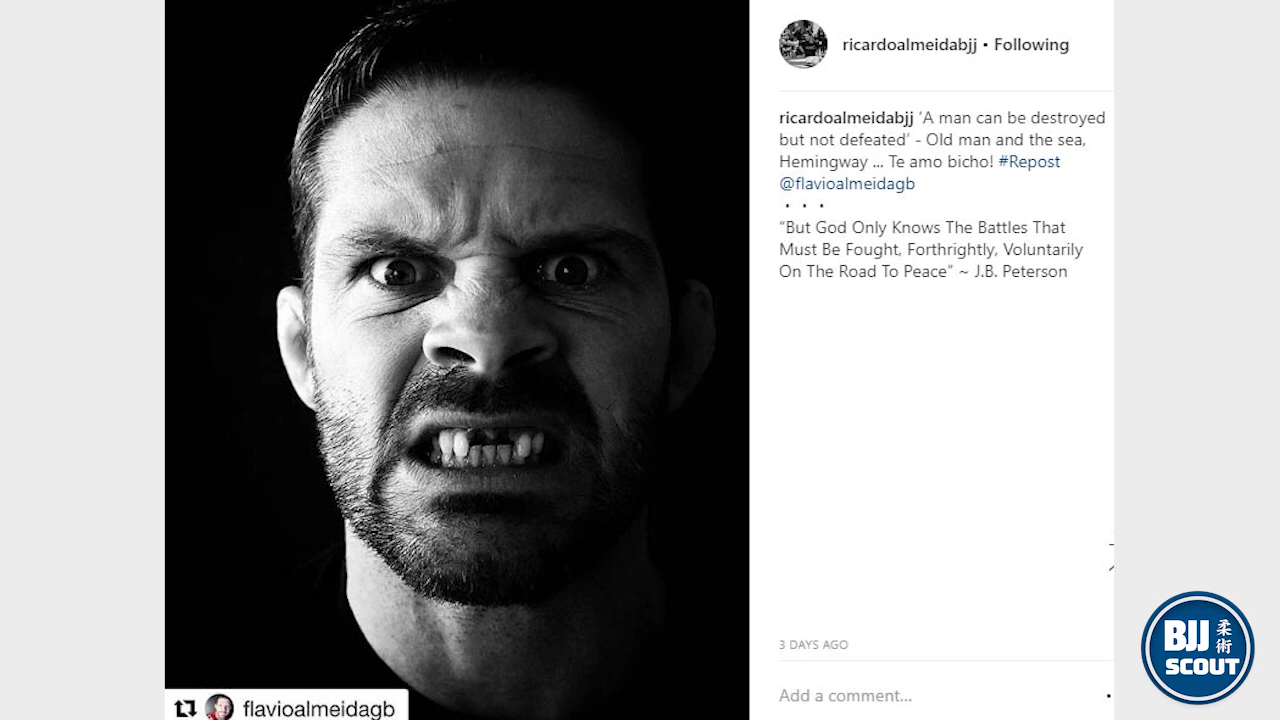 ricardoalmeidabjj • Following
ricardoalmeidabjj ‘A man can be destroyed
but not defeated’ - Old man and the sea,
Hemingway ... Te amo bicho! #Repost
@flavioalmeidagb
• • •
“But God Only Knows The Battles That
Must Be Fought, Forthrightly, Voluntarily
On The Road To Peace” ~ J.B. Peterson
3 DAYS AGO
Add a comment...
flavioalmeidagb
BJJ 柔術
SCOUT